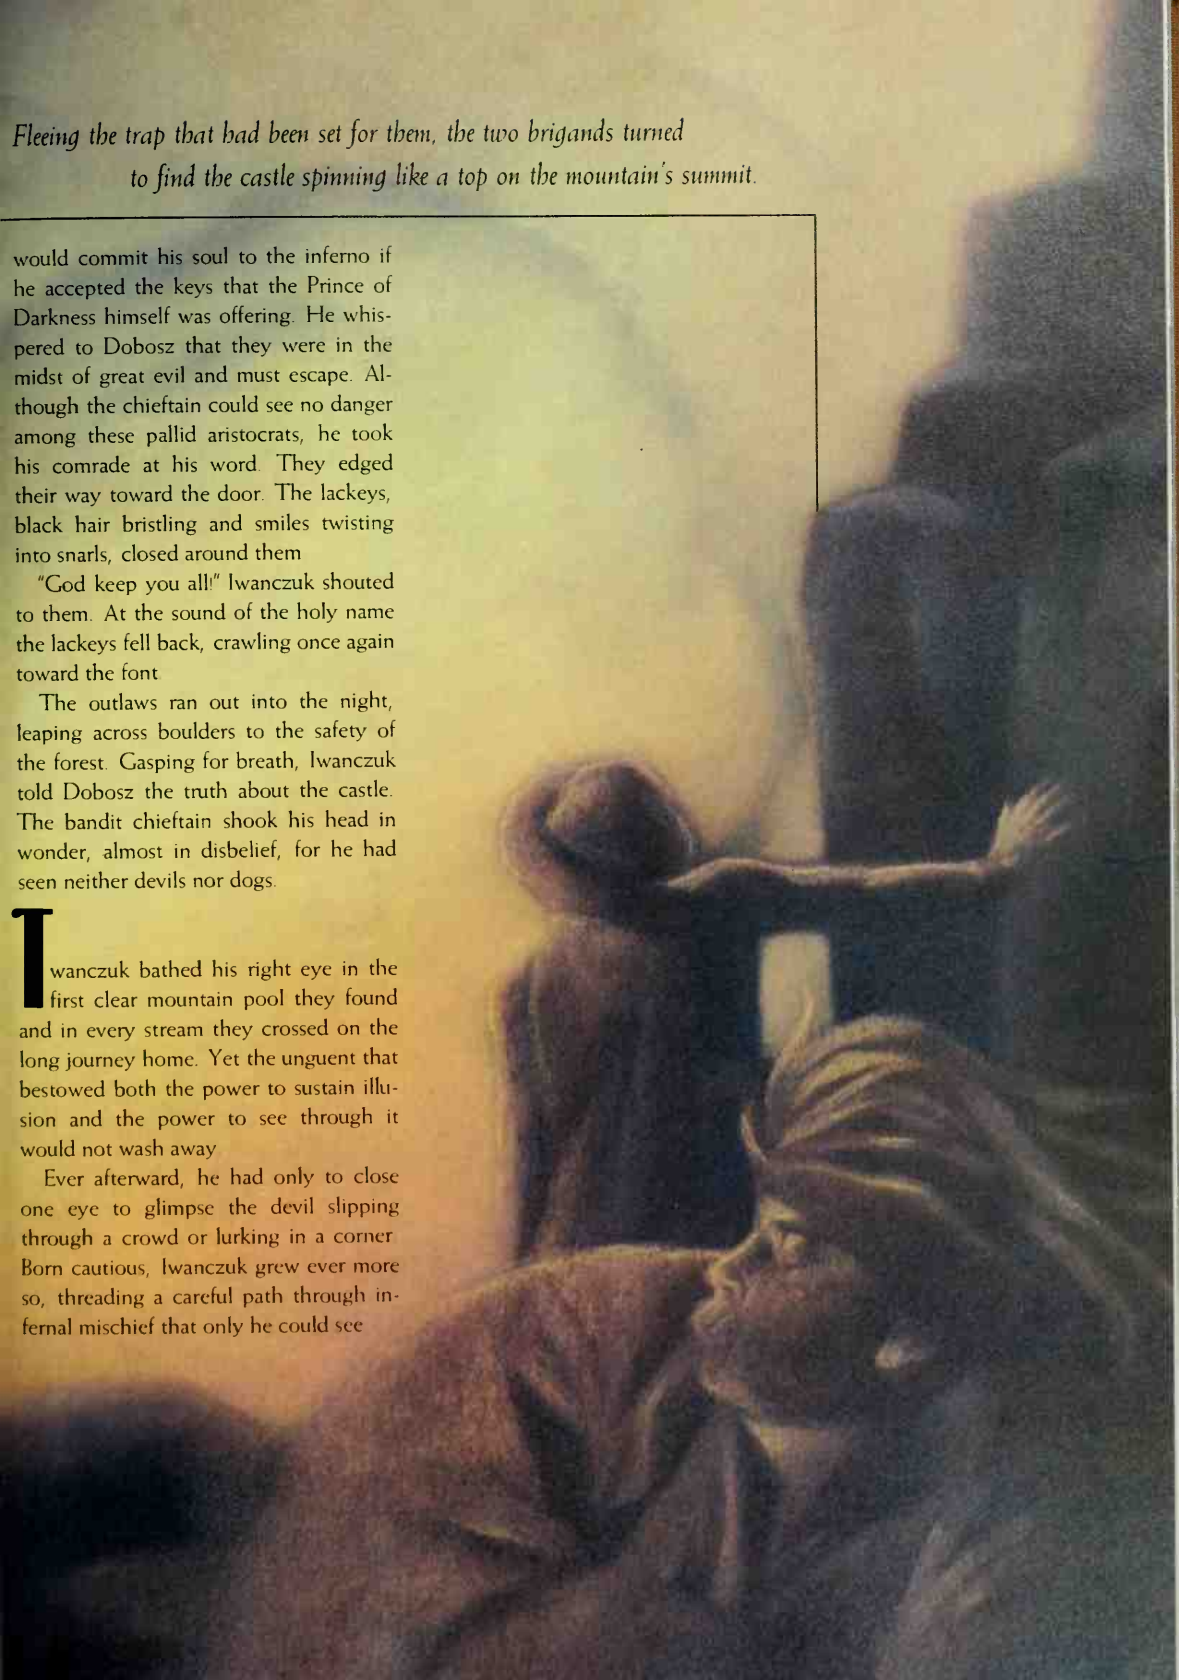 Fleeing the trap that had been set for them, the two brigands turned
to find the castle spinning like a top on the mountain's summit.
would commit his soul to the inferno if
he accepted the keys that the Prince of
Darkness himself was offering. He whis-
pered to Dobosz that they were in the
midst of great evil and must escape. Al-
though the chieftain could see no danger
among these pallid aristocrats, he took
his comrade at his word. They edged
their way toward the door. The lackeys,
black hair bristling and smiles twisting
into snarls, closed around them
"God keep you all!" Iwanczuk shouted
to them. At the sound of the holy name
the lackeys fell back, crawling once again
toward the font
The outlaws ran out into the night,
leaping across boulders to the safety of
the forest. Gasping for breath, Iwanczuk
told Dobosz the truth about the castle.
The bandit chieftain shook his head in
wonder, almost in disbelief, for he had
seen neither devils nor dogs.
Iwanczuk bathed his right eye in the
first clear mountain pool they found
and in every stream they crossed on the
long journey home. Yet the unguent that
bestowed both the power to sustain illu-
sion and the power to see through it
would not wash away
Ever afterward, he had only to close
one eye to glimpse the devil slipping
through a crowd or lurking in a corner
Born cautious, Iwanczuk grew ever more
so, threading a careful path through in-
fernal mischief that only he could see